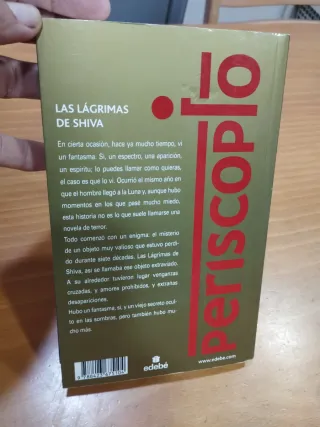 LAS LÁGRIMAS
DE SHIVA
En cierta ocasión, hace ya mucho tiempo, vi
un fantasma. Sí, un espectro, una aparición,
un espíritu; lo puedes llamar como quieras,
el caso es que lo vi. Ocurrió el mismo año en
que el hombre llegó a la Luna y, aunque hubo
momentos en los que pasé mucho miedo,
esta historia no es lo que suele llamarse una
novela de terror.
Todo comenzó con un enigma: el misterio
de un objeto muy valioso que estuvo perdi-
do durante siete décadas. Las Lágrimas de
Shiva, así se llamaba ese objeto extraviado.
A su alrededor tuvieron lugar venganzas
cruzadas, y amores prohibidos, y extrañas
desapariciones.
Hubo un fantasma, sí, y un viejo secreto ocul-
to en las sombras, pero también hubo mu-
cho más.
periscopio
edebé
www.edebe.com